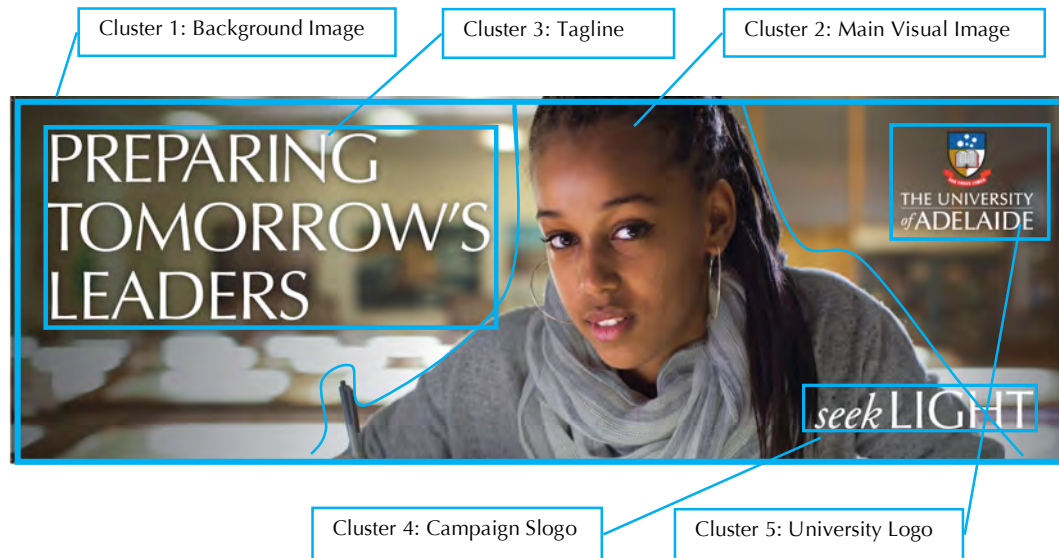 Cluster 1: Background Image
Cluster 3: Tagline
Cluster 2: Main Visual Image
PREPARING
TOMORROW'S
LEADERS
THE UNIVERSITY
of ADELAIDE
seek LIGHT
Cluster 4: Campaign Slogo
Cluster 5: University Logo